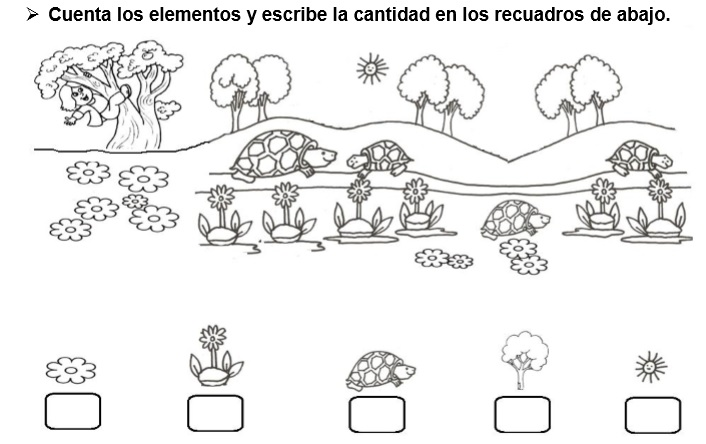 ➢ Cuenta los elementos y escribe la cantidad en los recuadros de abajo.